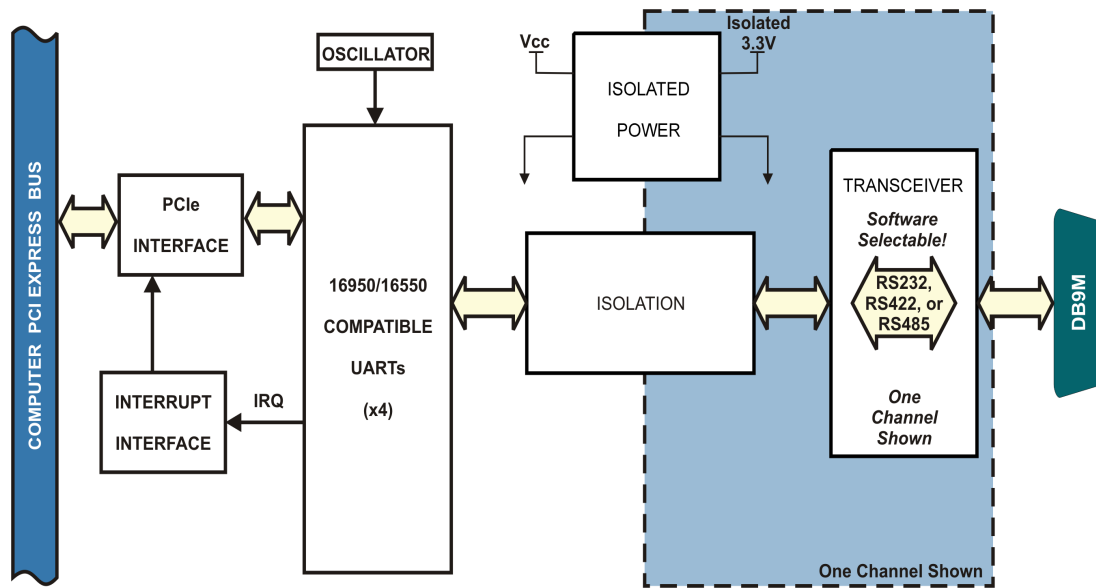 COMPUTER PCI EXPRESS BUS
OSCILLATOR
PCIe
INTERFACE
INTERRUPT
INTERFACE
IRQ
16950/16550
COMPATIBLE
UARTs
(x4)
Vcc
Isolated
3.3V
ISOLATED
POWER
ISOLATION
TRANSCEIVER
Software
Selectable!
RS232,
RS422, or
RS485
One
Channel
Shown
DB9M
One Channel Shown